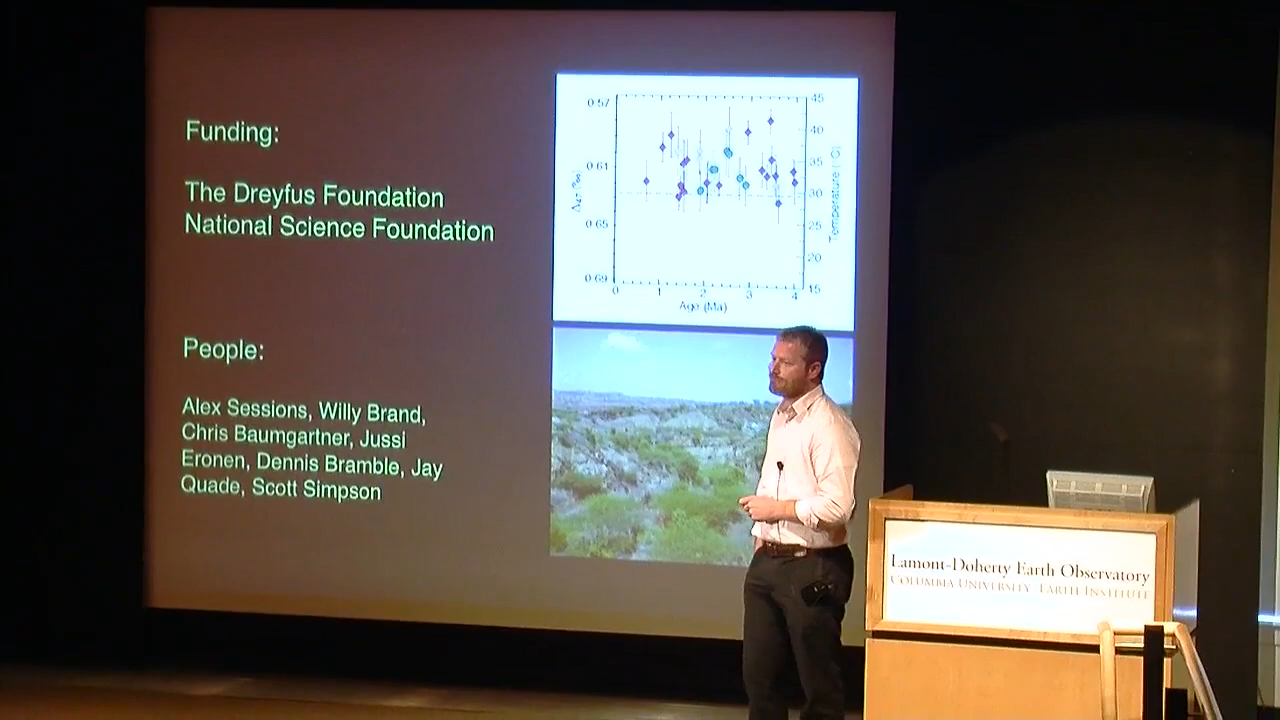 Funding:
The Dreyfus Foundation
National Science Foundation
People:
Alex Sessions, Willy Brand,
Chris Baumgartner, Jussi
Eronen, Dennis Bramble, Jay
Quade, Scott Simpson
0.57
0.61
0.65
0.69
Δ47 (‰)
45
40
35
30
25
20
15
Temperature (°C)
0 1 2 3 4
Age (Ma)
Lamont-Doherty Earth Observatory
COLUMBIA UNIVERSITY EARTH INSTITUTE